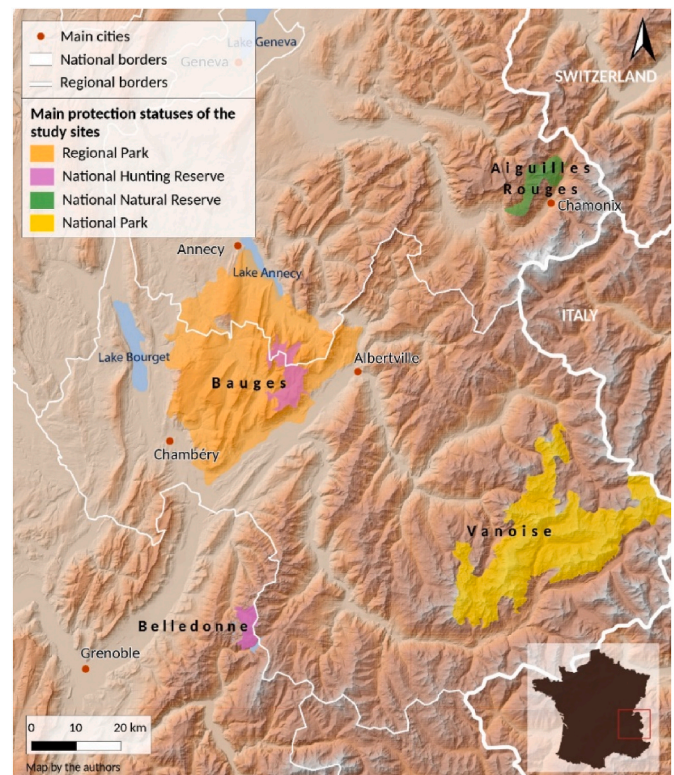 Main cities
National borders
Regional borders
Main protection statuses of the
study sites
Regional Park
National Hunting Reserve
National Natural Reserve
National Park
Lake Geneva
Geneva
SWITZERLAND
Aiguilles
Rouges
Chamonix
Annecy
Lake Annecy
ITALY
Lake Bourget
Albertville
Bauges
Chambéry
Vanoise
Belledonne
Grenoble
0 10 20 km
Map by the authors